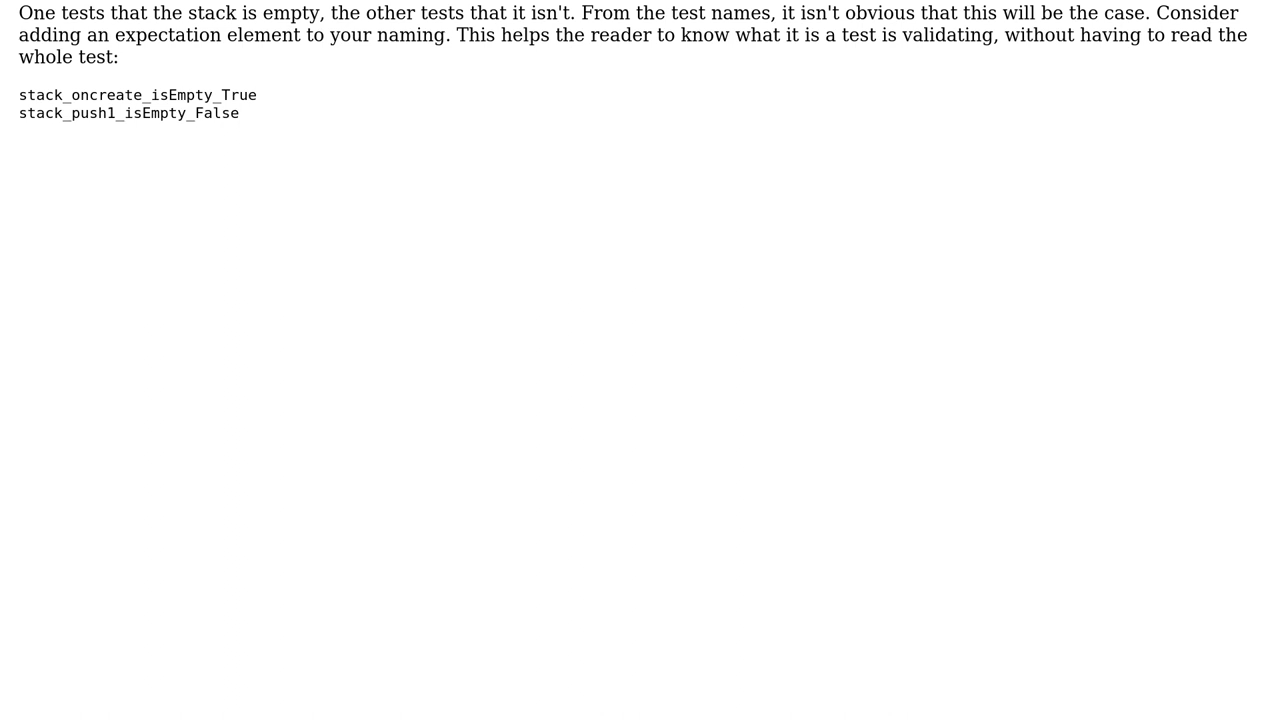 One tests that the stack is empty, the other tests that it isn't. From the test names, it isn't obvious that this will be the case. Consider
adding an expectation element to your naming. This helps the reader to know what it is a test is validating, without having to read the
whole test:
stack_oncreate_isEmpty_True
stack_push1_isEmpty_False